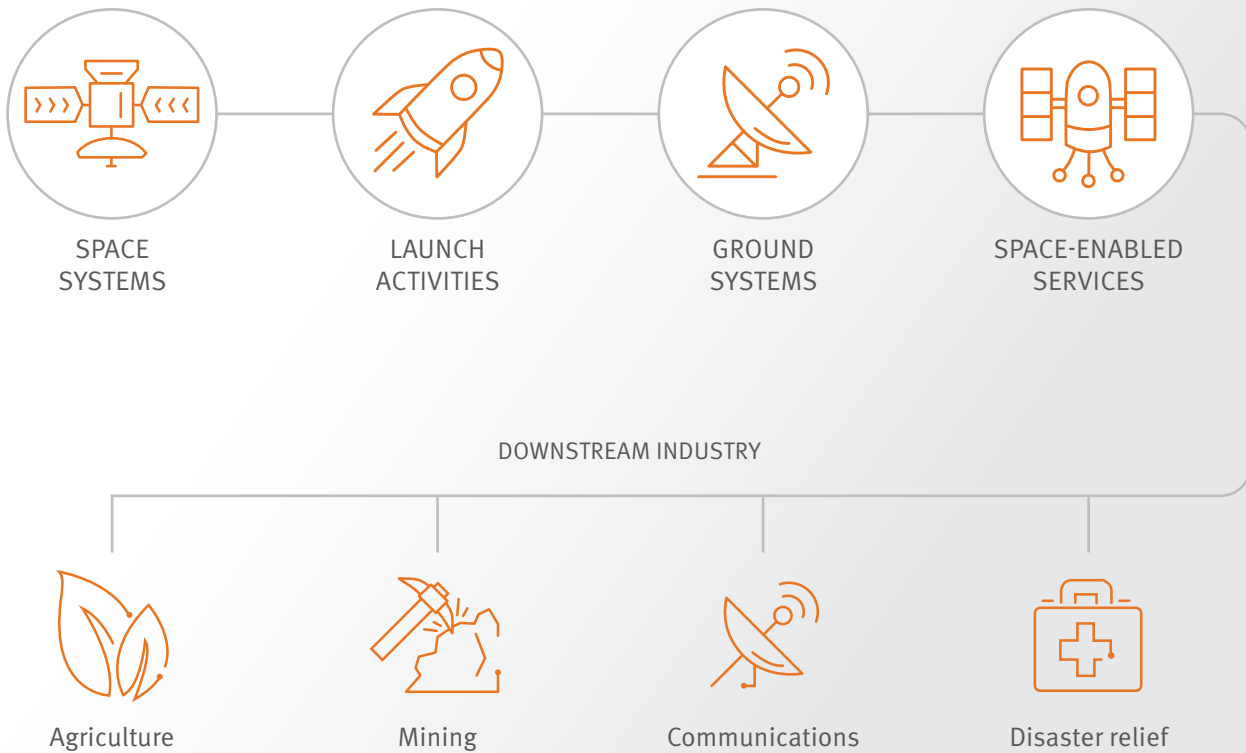 SPACE
SYSTEMS
LAUNCH
ACTIVITIES
GROUND
SYSTEMS
SPACE-ENABLED
SERVICES
DOWNSTREAM INDUSTRY
Agriculture
Mining
Communications
Disaster relief